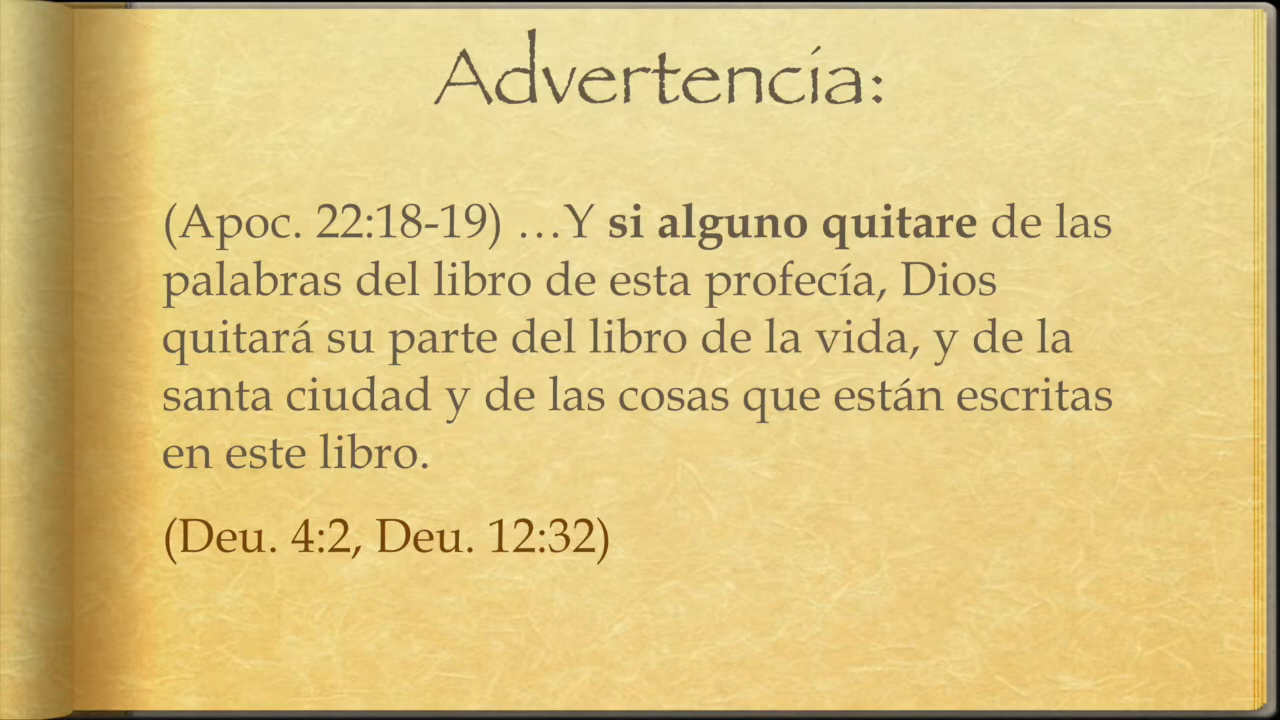 Advertencia:
(Apoc. 22:18-19) …Y si alguno quitare de las
palabras del libro de esta profecía, Dios
quitará su parte del libro de la vida, y de la
santa ciudad y de las cosas que están escritas
en este libro.
(Deu. 4:2, Deu. 12:32)